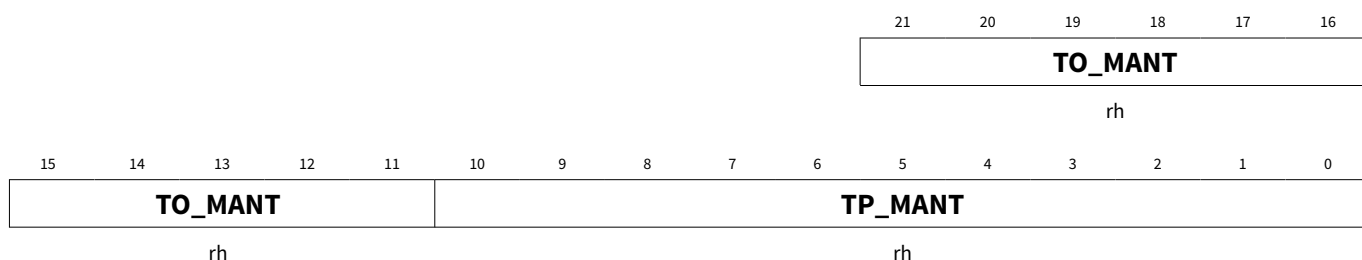 21 20 19 18 17 16
TO_MANT
rh
15 14 13 12 11 10 9 8 7 6 5 4 3 2 1 0
TO_MANT TP_MANT
rh rh